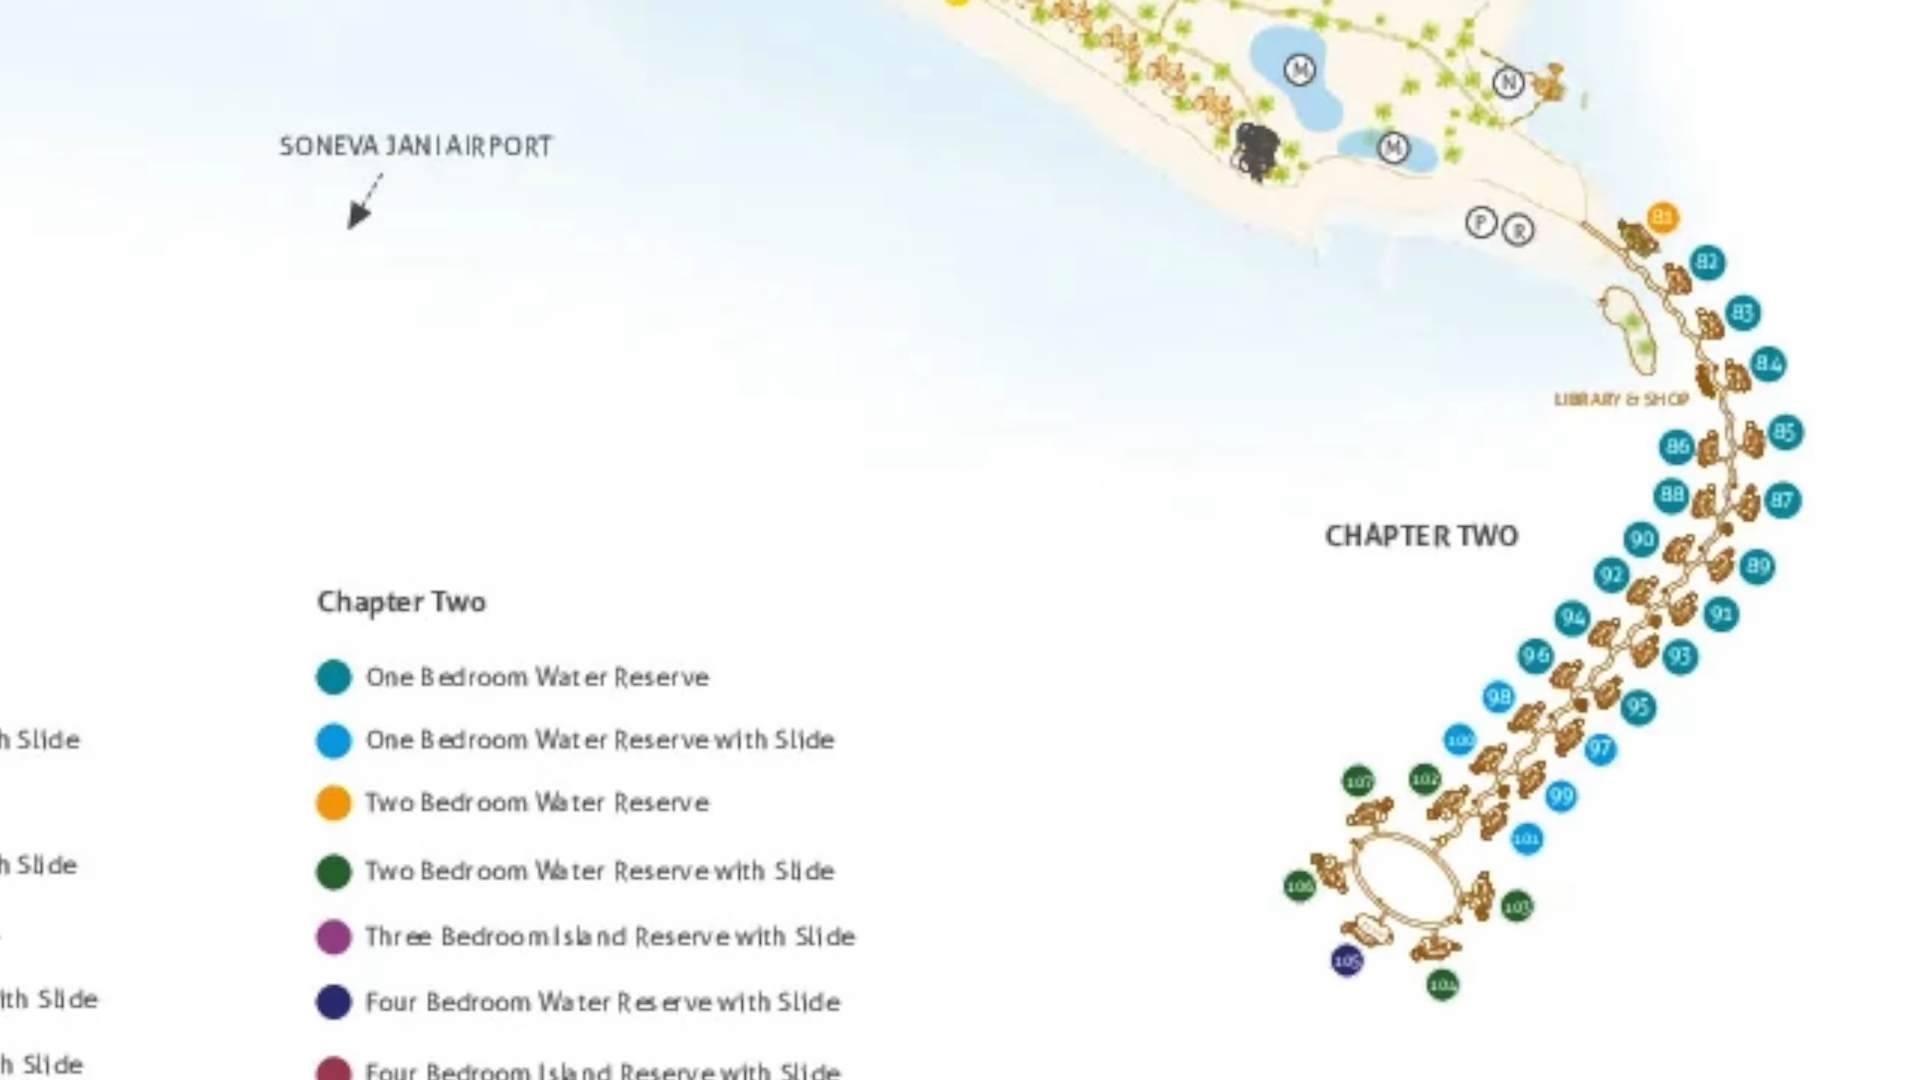 M
N
SONEVA JANI AIRPORT
M
81
P R
82
83
84
LIBRARY & SHOP
85
86
88
87
CHAPTER TWO
90
89
92
Chapter Two
94
91
96
93
One Bedroom Water Reserve
98
95
h Slide
One Bedroom Water Reserve with Slide
100
97
107
102
99
Two Bedroom Water Reserve
101
h Slide
Two Bedroom Water Reserve with Slide
106
103
Three Bedroom Island Reserve with Slide
105
104
ith Slide
Four Bedroom Water Reserve with Slide
h Slide
Four Bedroom Island Reserve with Slide